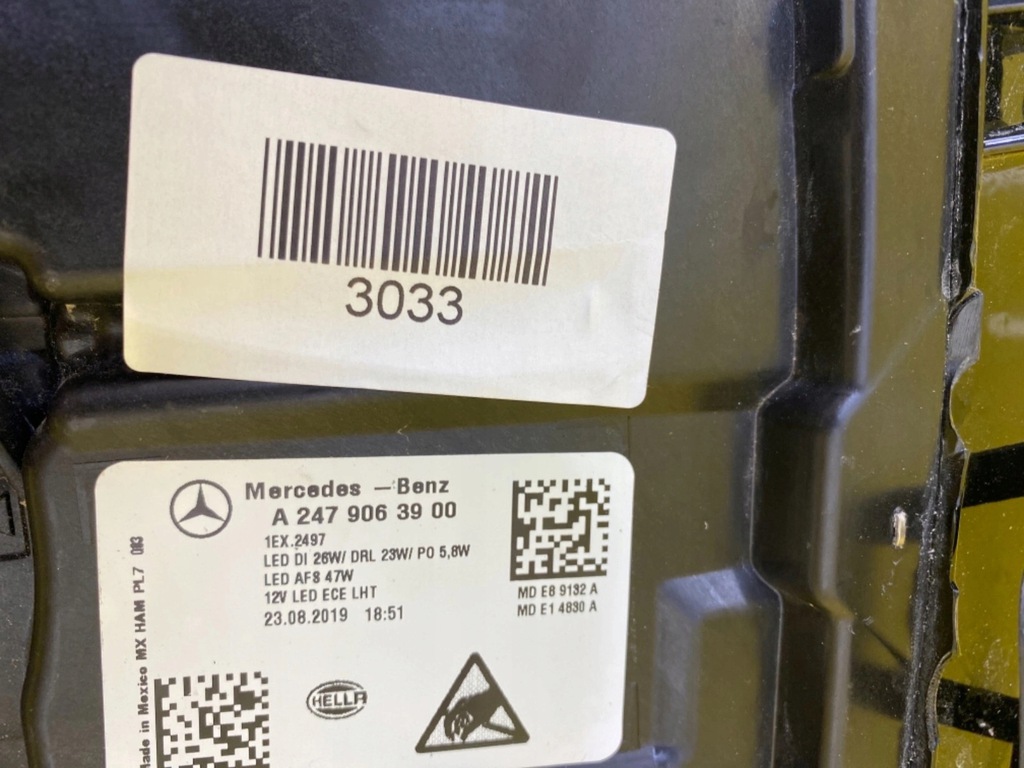 3033
Mercedes-Benz
A 247 906 39 00
1EX.2497
LED DI 26W/ DRL 23W/ PO 5,8W
LED AFS 47W
12V LED ECE LHT
23.08.2019 18:51
MD E8 9132 A
MD E1 4830 A
HELLA
Made in Mexico MX HAM PL7 083